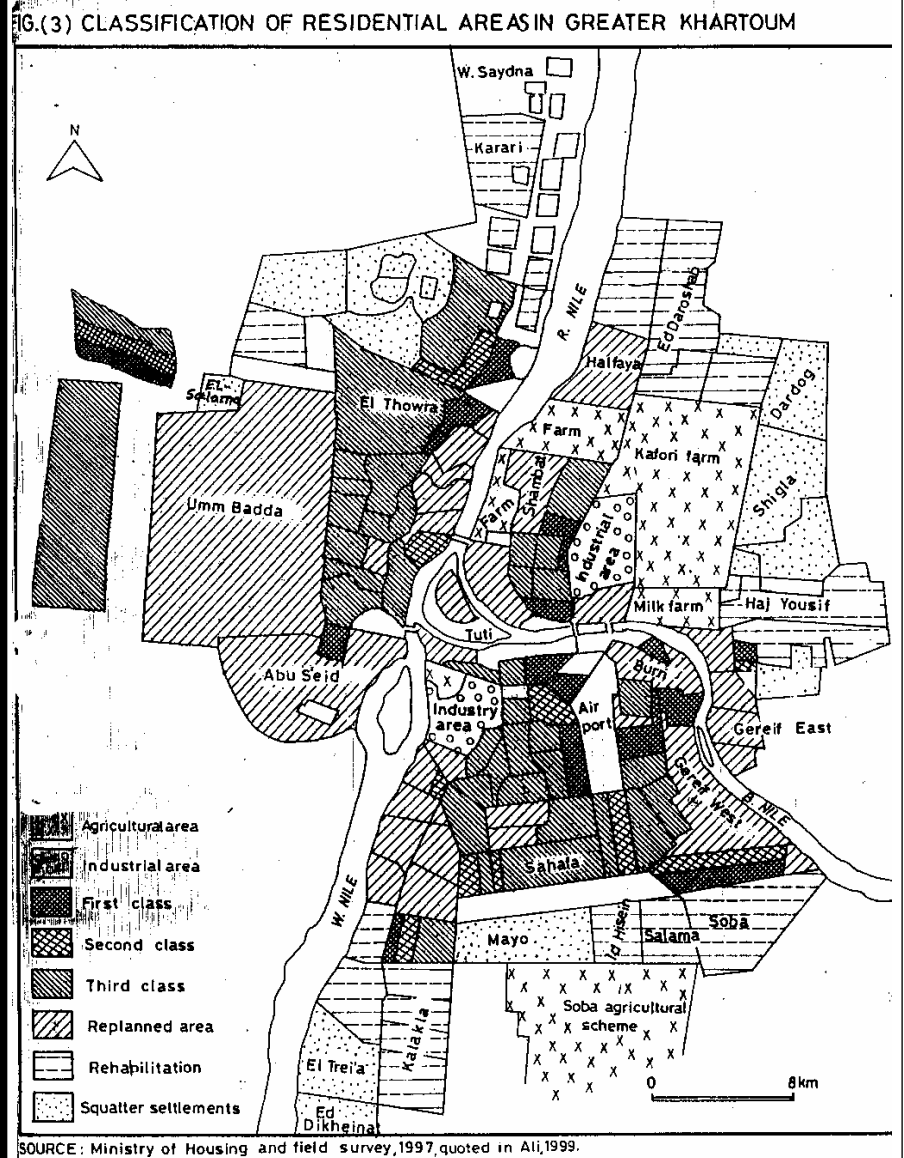 FIG.(3) CLASSIFICATION OF RESIDENTIAL AREAS IN GREATER KHARTOUM
W. Saydna
N
Karari
R. NILE
Ed Daroshab
Halfaya
Dardog
El-
Salama
El Thowra
Farm
Kafori farm
Shambat
Shigla
Umm Badda
Farm
Industrial
area
Milk farm
Haj Yousif
Tuti
Abu Seid
Burri
Industry
area
Air
port
Gereif East
Gereif West
B. NILE
Sahafa
W. NILE
Mayo
Id Hisein
Salama
Soba
Kalakla
Soba agricultural
scheme
El Trei'a
Ed
Dikheinat
Agricultural area
Industrial area
First class
Second class
Third class
Replanned area
Rehabilitation
Squatter settlements
0 8km
SOURCE: Ministry of Housing and field survey,1997,quoted in Ali,1999.